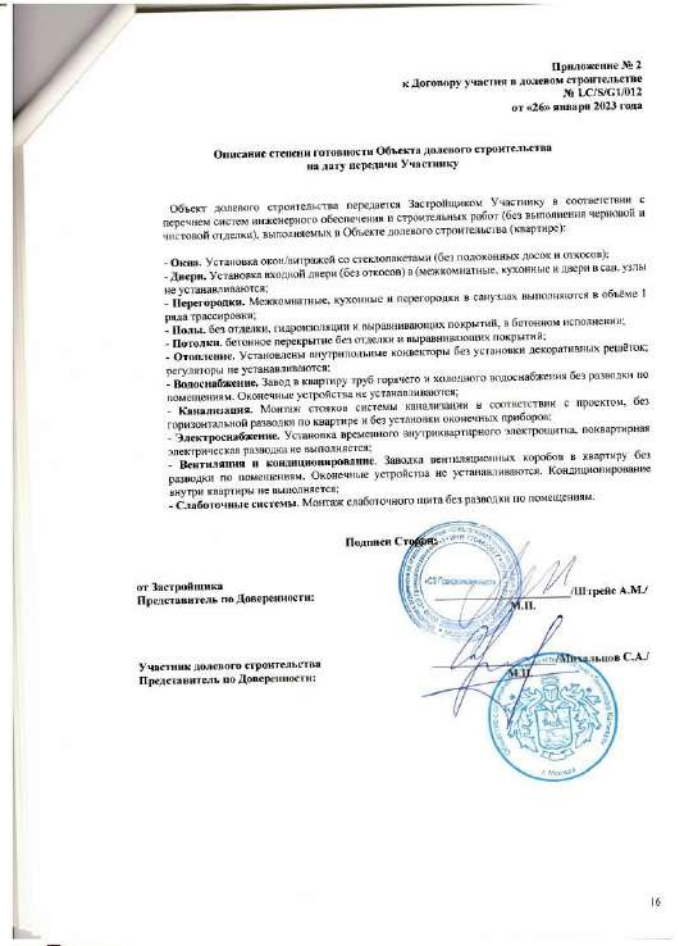 Приложение № 2
к Договору участия в долевом строительстве
№ LC/S/G1/012
от «26» января 2023 года
Описание степени готовности Объекта долевого строительства
на дату передачи Участнику
Объект долевого строительства передается Застройщиком Участнику в соответствии с
перечнем систем инженерного обеспечения и строительных работ (без выполнения черновой и
чистовой отделки), выполняемых в Объекте долевого строительства (квартире):
- Окна. Установка окон/витражей со стеклопакетами (без подоконных досок и откосов);
- Двери. Установка входной двери (без откосов) в (межкомнатные, кухонные и двери в сан. узлы
не устанавливаются;
- Перегородки. Межкомнатные, кухонные и перегородки в санузлах выполняются в объёме 1
ряда трассировки;
- Полы. без отделки, гидроизоляции и выравнивающих покрытий, в бетонном исполнении;
- Потолки. бетонное перекрытие без отделки и выравнивающих покрытий;
- Отопление. Установлены внутрипольные конвекторы без установки декоративных решёток;
регуляторы не устанавливаются;
- Водоснабжение. Завод в квартиру труб горячего и холодного водоснабжения без разводки по
помещениям. Оконечные устройства не устанавливаются;
- Канализация. Монтаж стояков системы канализации в соответствии с проектом, без
горизонтальной разводки по квартире и без установки оконечных приборов;
- Электроснабжение. Установка временного внутриквартирного электрощитка, поквартирная
электрическая разводка не выполняется;
- Вентиляция и кондиционирование. Заводка вентиляционных коробов в квартиру без
разводки по помещениям. Оконечные устройства не устанавливаются. Кондиционирование
внутри квартиры не выполняется;
- Слаботочные системы. Монтаж слаботочного щита без разводки по помещениям.
Подписи Сторон:
от Застройщика
Представитель по Доверенности:
/Штрейс А.М./
М.П.
Участник долевого строительства
Представитель по Доверенности:
/Михальцов С.А./
М.П.
г. Москва
16